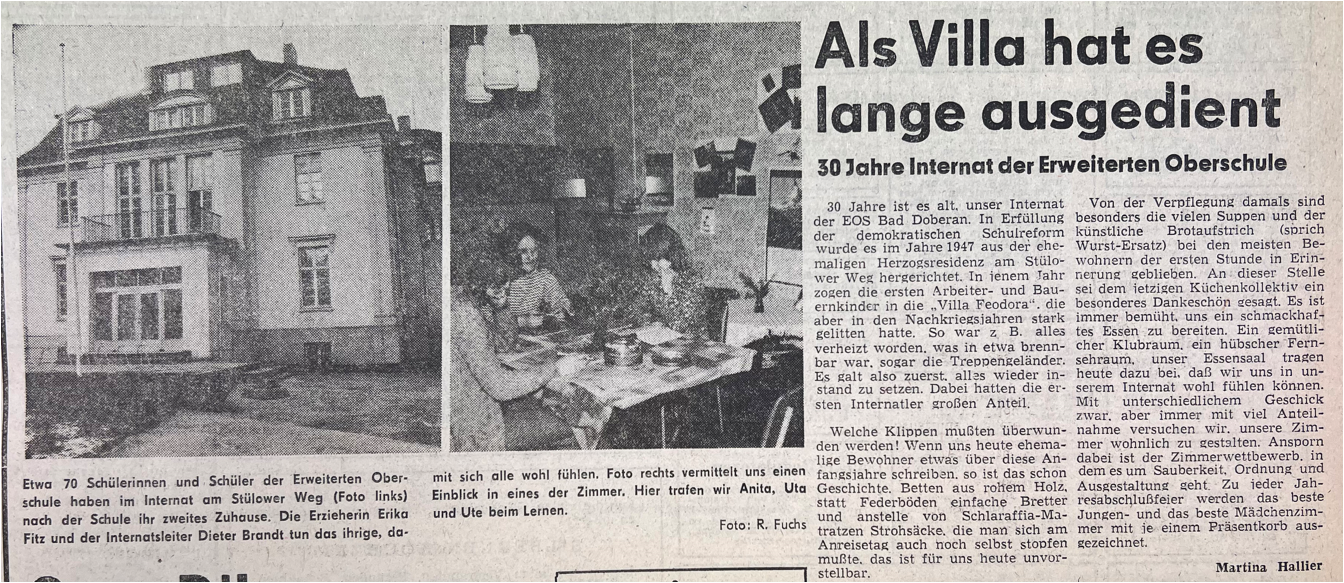 Als Villa hat es
lange ausgedient
30 Jahre Internat der Erweiterten Oberschule
30 Jahre ist es alt, unser Internat
der EOS Bad Doberan. In Erfüllung
der demokratischen Schulreform
wurde es im Jahre 1947 aus der ehe-
maligen Herzogsresidenz am Stülo-
wer Weg hergerichtet. In jenem Jahr
zogen die ersten Arbeiter- und Bau-
ernkinder in die „Villa Feodora“, die
aber in den Nachkriegsjahren stark
gelitten hatte. So war z B. alles
verheizt worden, was in etwa brenn-
bar war, sogar die Treppengeländer.
Es galt also zuerst, alles wieder in-
stand zu setzen. Dabei hatten die er-
sten Internatler großen Anteil.
Welche Klippen mußten überwun-
den werden! Wenn uns heute ehema-
lige Bewohner etwas über diese An-
fangsjahre schreiben, so ist das schon
Geschichte. Betten aus rohem Holz,
statt Federböden einfache Bretter
und anstelle von Schlaraffia-Ma-
tratzen Strohsäcke, die man sich am
Anreisetag auch noch selbst stopfen
mußte, das ist für uns heute unvor-
stellbar.
Von der Verpflegung damals sind
besonders die vielen Suppen und der
künstliche Brotaufstrich (sprich
Wurst-Ersatz) bei den meisten Be-
wohnern der ersten Stunde in Erin-
nerung geblieben. An dieser Stelle
sei dem jetzigen Küchenkollektiv ein
besonderes Dankeschön gesagt. Es ist
immer bemüht, uns ein schmackhaf-
tes Essen zu bereiten. Ein gemütli-
cher Klubraum, ein hübscher Fern-
sehraum, unser Essensaal tragen
heute dazu bei, daß wir uns in un-
serem Internat wohl fühlen können.
Mit unterschiedlichem Geschick
zwar, aber immer mit viel Anteil-
nahme versuchen wir, unsere Zim-
mer wohnlich zu gestalten. Ansporn
dabei ist der Zimmerwettbewerb, in
dem es um Sauberkeit, Ordnung und
Ausgestaltung geht. Zu jeder Jah-
resabschlußfeier werden das beste
Jungen- und das beste Mädchenzim-
mer mit je einem Präsentkorb aus-
gezeichnet.
Martina Hallier
Etwa 70 Schülerinnen und Schüler der Erweiterten Ober-
schule haben im Internat am Stülower Weg (Foto links)
nach der Schule ihr zweites Zuhause. Die Erzieherin Erika
Fitz und der Internatsleiter Dieter Brandt tun das ihrige, da-
mit sich alle wohl fühlen. Foto rechts vermittelt uns einen
Einblick in eines der Zimmer. Hier trafen wir Anita, Uta
und Ute beim Lernen.
Foto: R. Fuchs